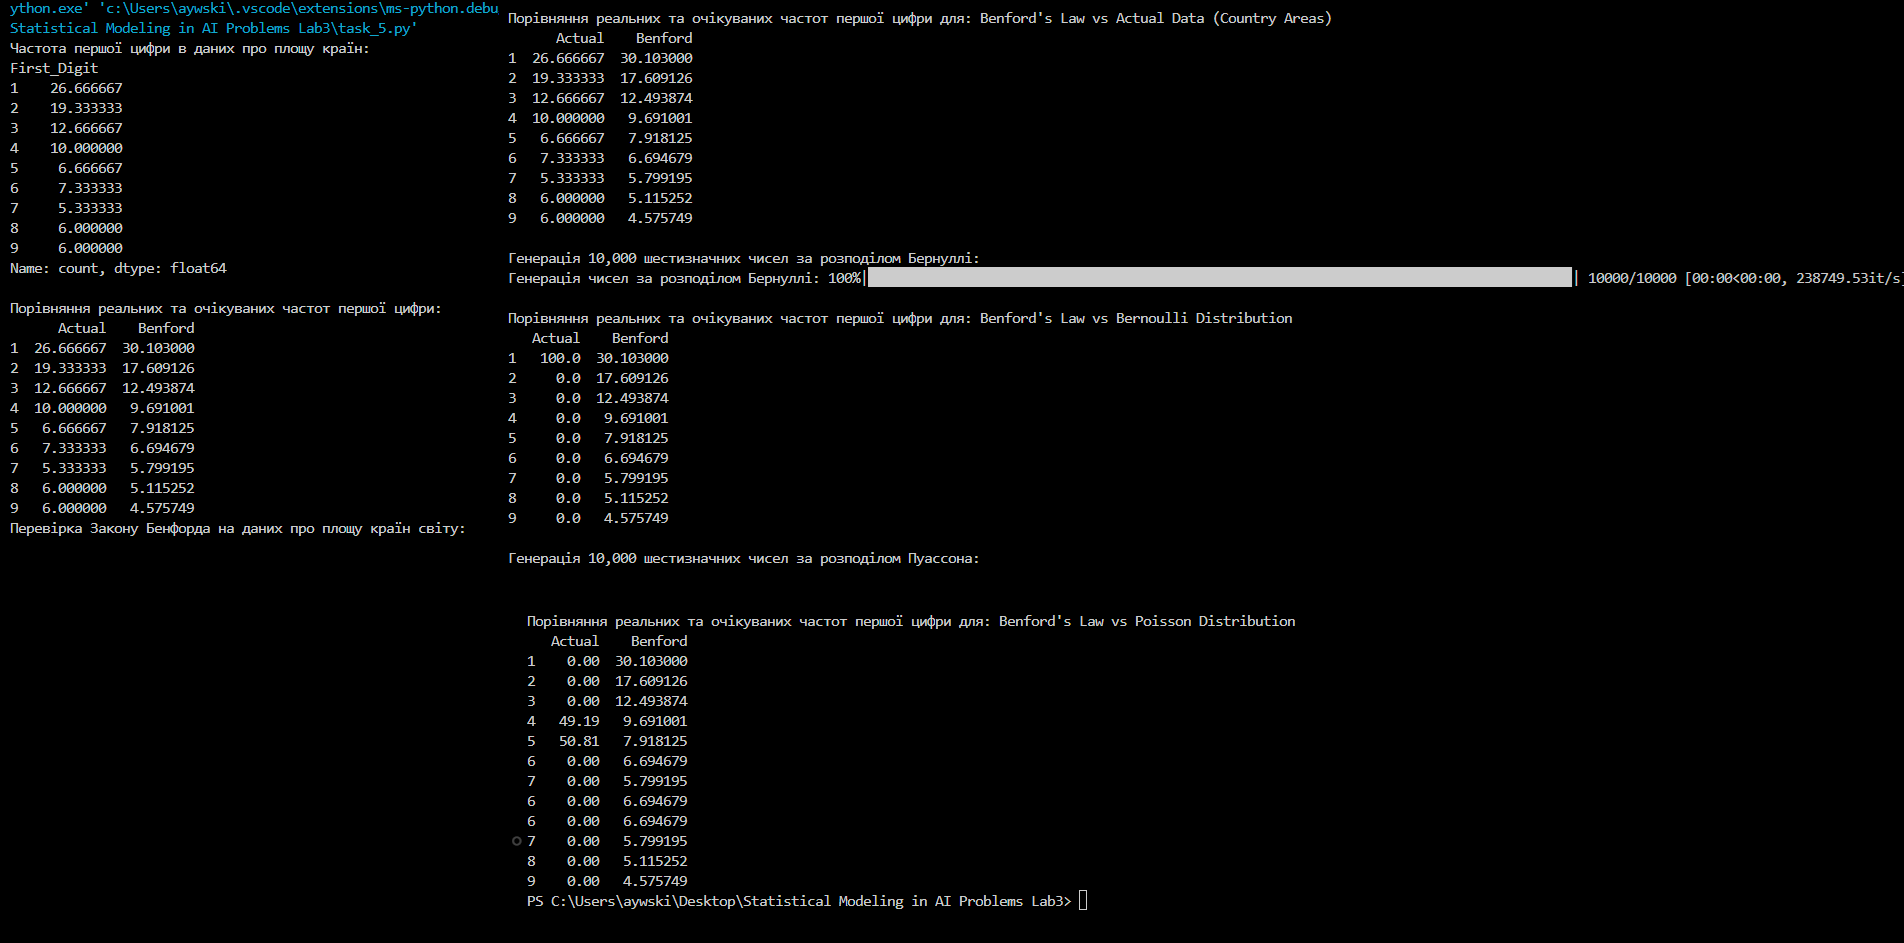 ython.exe' 'c:\Users\aywski\.vscode\extensions\ms-python.debu
Statistical Modeling in AI Problems Lab3\task_5.py'
Частота першої цифри в даних про площу країн:
First_Digit
1    26.666667
2    19.333333
3    12.666667
4    10.000000
5     6.666667
6     7.333333
7     5.333333
8     6.000000
9     6.000000
Name: count, dtype: float64

Порівняння реальних та очікуваних частот першої цифри:
      Actual    Benford
1  26.666667  30.103000
2  19.333333  17.609126
3  12.666667  12.493874
4  10.000000   9.691001
5   6.666667   7.918125
6   7.333333   6.694679
7   5.333333   5.799195
8   6.000000   5.115252
9   6.000000   4.575749
Перевірка Закону Бенфорда на даних про площу країн світу:

Порівняння реальних та очікуваних частот першої цифри для: Benford's Law vs Actual Data (Country Areas)
      Actual    Benford
1  26.666667  30.103000
2  19.333333  17.609126
3  12.666667  12.493874
4  10.000000   9.691001
5   6.666667   7.918125
6   7.333333   6.694679
7   5.333333   5.799195
8   6.000000   5.115252
9   6.000000   4.575749

Генерація 10,000 шестизначних чисел за розподілом Бернуллі:
Генерація чисел за розподілом Бернуллі: 100%| | 10000/10000 [00:00<00:00, 238749.53it/s]

Порівняння реальних та очікуваних частот першої цифри для: Benford's Law vs Bernoulli Distribution
   Actual    Benford
1   100.0  30.103000
2     0.0  17.609126
3     0.0  12.493874
4     0.0   9.691001
5     0.0   7.918125
6     0.0   6.694679
7     0.0   5.799195
8     0.0   5.115252
9     0.0   4.575749

Генерація 10,000 шестизначних чисел за розподілом Пуассона:

Порівняння реальних та очікуваних частот першої цифри для: Benford's Law vs Poisson Distribution
   Actual    Benford
1    0.00  30.103000
2    0.00  17.609126
3    0.00  12.493874
4   49.19   9.691001
5   50.81   7.918125
6    0.00   6.694679
7    0.00   5.799195
6    0.00   6.694679
6    0.00   6.694679
7    0.00   5.799195
8    0.00   5.115252
9    0.00   4.575749
PS C:\Users\aywski\Desktop\Statistical Modeling in AI Problems Lab3>